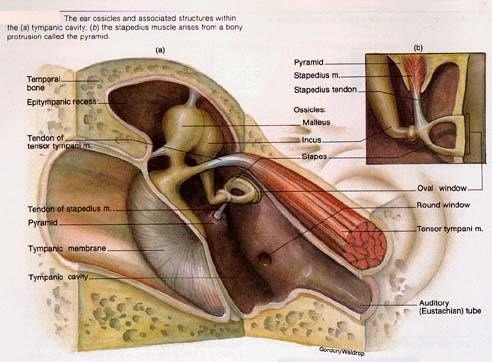 The ear ossicles and associated structures within
the (a) tympanic cavity; (b) the stapedius muscle arises from a bony
protrusion called the pyramid.
(a)
(b)
Temporal
bone
Epitympanic recess
Tendon of
tensor tympani m.
Tendon of stapedius m.
Pyramid
Tympanic membrane
Tympanic cavity
Pyramid
Stapedius m.
Stapedius tendon
Ossicles:
Malleus
Incus
Stapes
Oval window
Round window
Tensor tympani m.
Auditory
(Eustachian) tube
Gordon/Waldrop